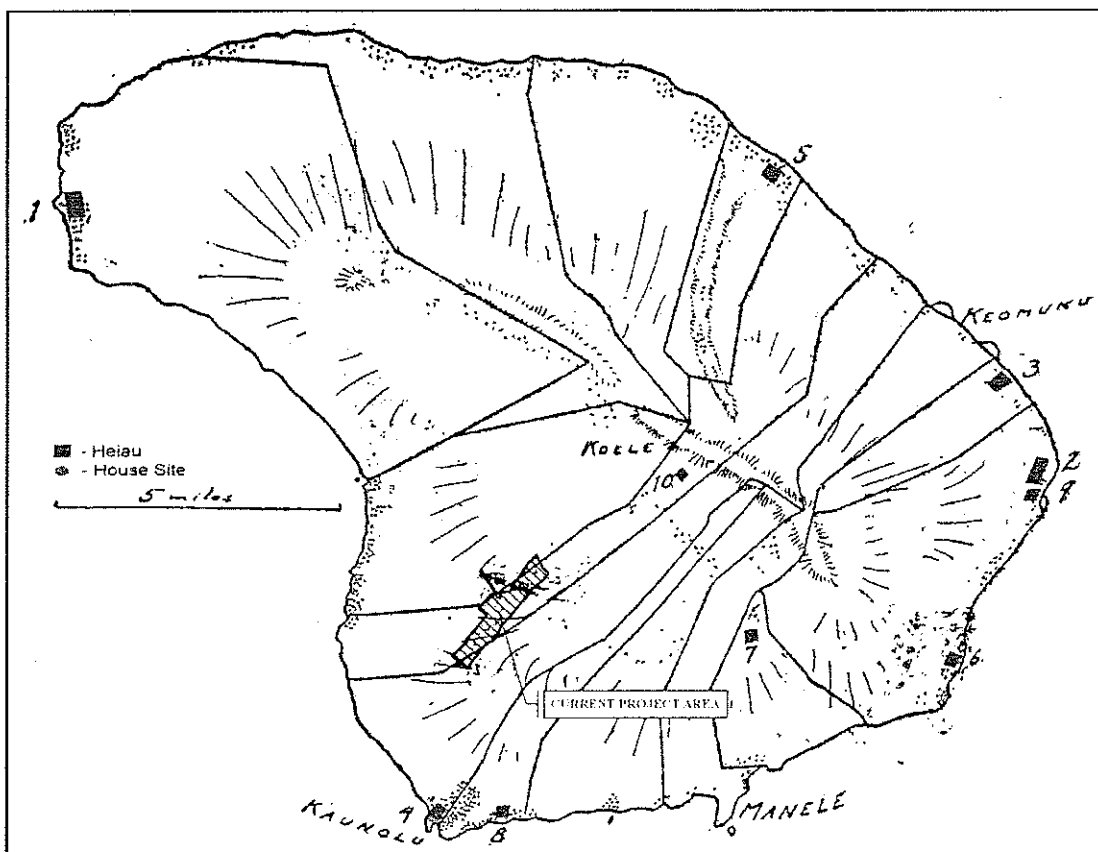 5
1
KEOMUKU
3
KOELE
■ - Heiau
● - House Site
2
10
9
5 miles
7
6
CURRENT PROJECT AREA
4
KAUNOLU
8
MANELE